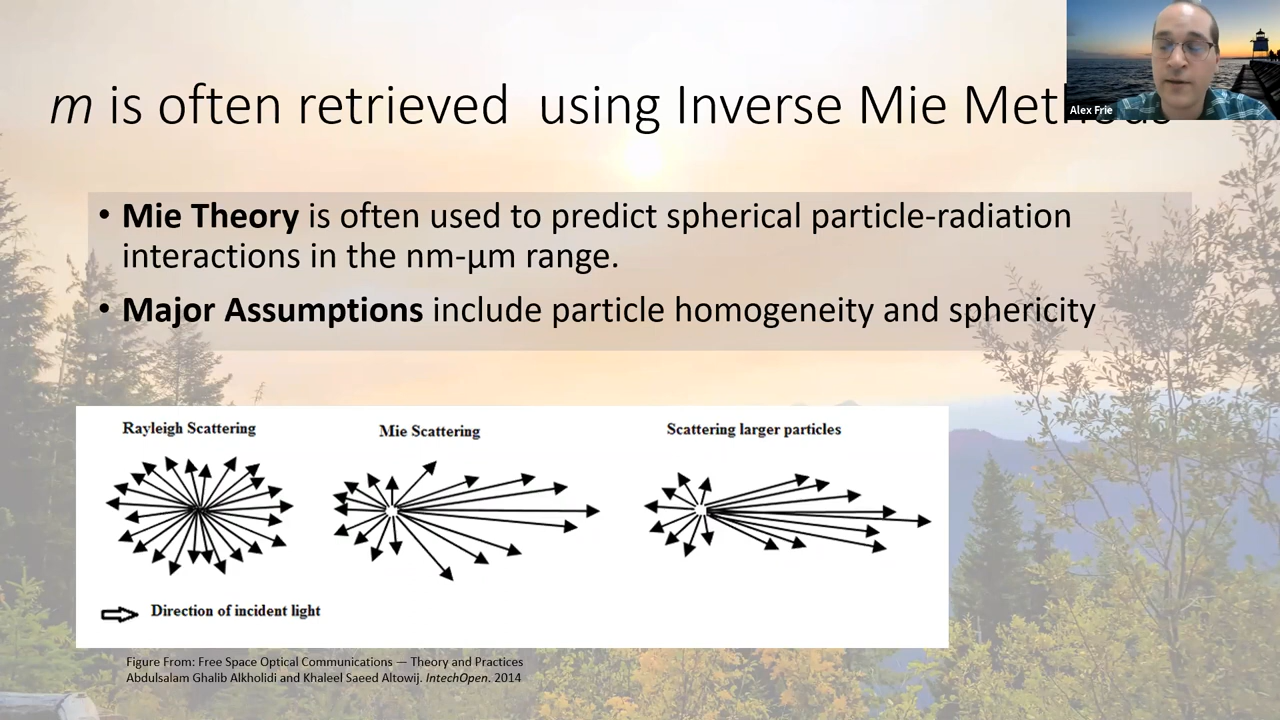 m is often retrieved using Inverse Mie Methods
Alex Frie
• Mie Theory is often used to predict spherical particle-radiation
interactions in the nm-µm range.
• Major Assumptions include particle homogeneity and sphericity
Rayleigh Scattering
Mie Scattering
Scattering larger particles
Direction of incident light
Figure From: Free Space Optical Communications — Theory and Practices
Abdulsalam Ghalib Alkholidi and Khaleel Saeed Altowij. IntechOpen. 2014